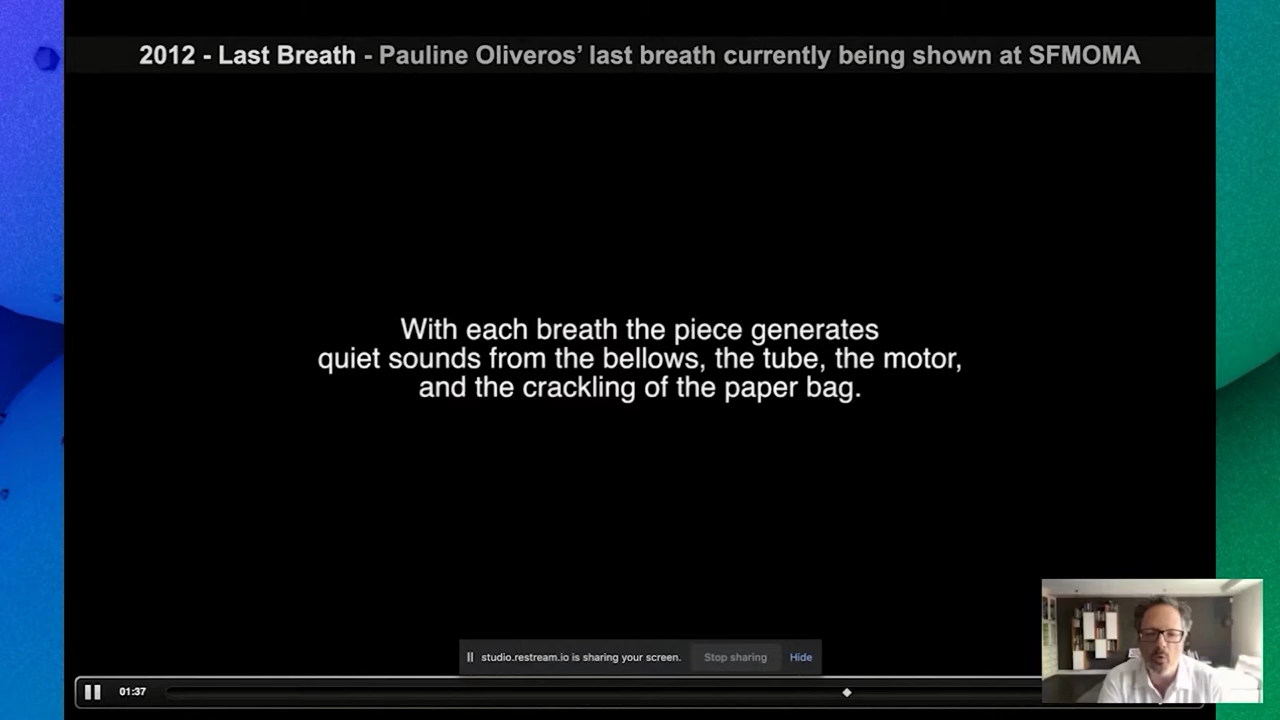 2012 - Last Breath - Pauline Oliveros’ last breath currently being shown at SFMOMA
With each breath the piece generates
quiet sounds from the bellows, the tube, the motor,
and the crackling of the paper bag.
studio.restream.io is sharing your screen. Stop sharing Hide
01:37